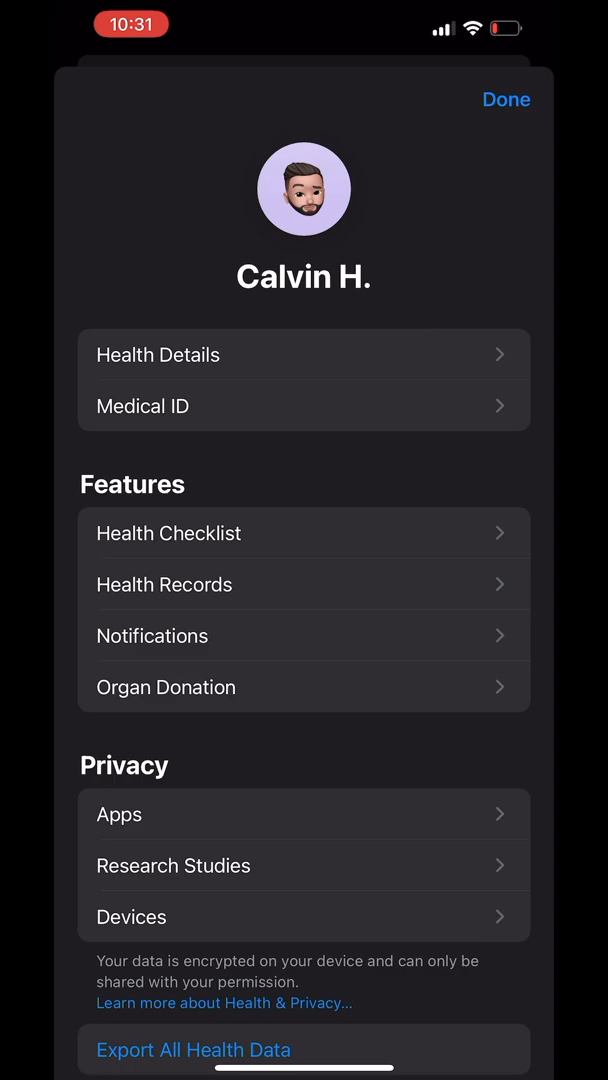 10:31
Done
Calvin H.
Health Details
Medical ID
Features
Health Checklist
Health Records
Notifications
Organ Donation
Privacy
Apps
Research Studies
Devices
Your data is encrypted on your device and can only be
shared with your permission.
Learn more about Health & Privacy...
Export All Health Data